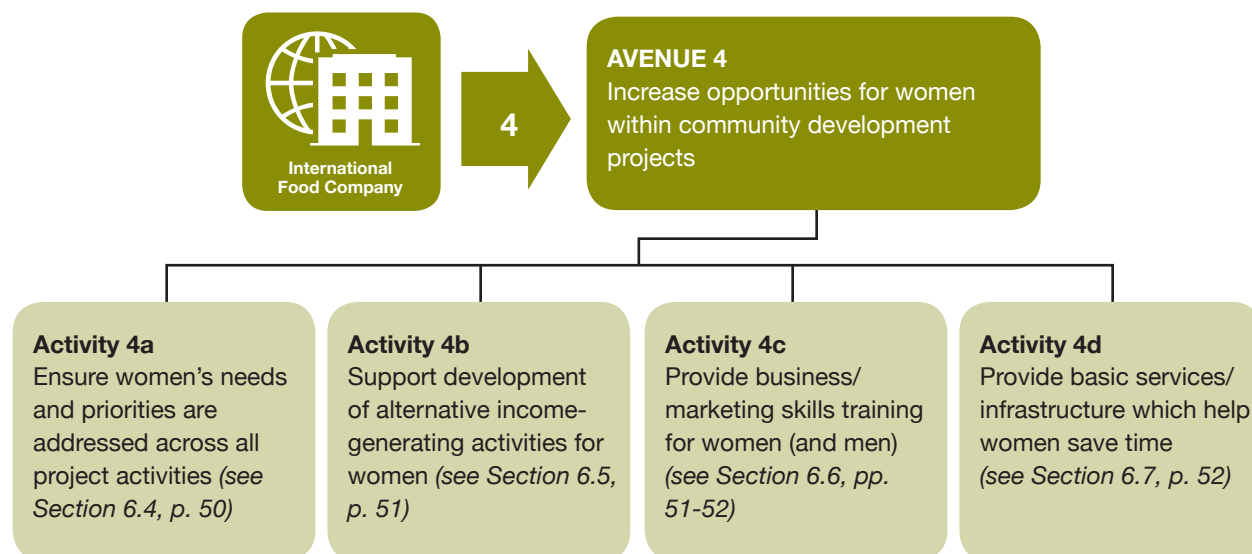 International
Food Company
4
AVENUE 4
Increase opportunities for women
within community development
projects
Activity 4a
Ensure women’s needs
and priorities are
addressed across all
project activities (see
Section 6.4, p. 50)
Activity 4b
Support development
of alternative income-
generating activities for
women (see Section 6.5,
p. 51)
Activity 4c
Provide business/
marketing skills training
for women (and men)
(see Section 6.6, pp.
51-52)
Activity 4d
Provide basic services/
infrastructure which help
women save time
(see Section 6.7, p. 52)